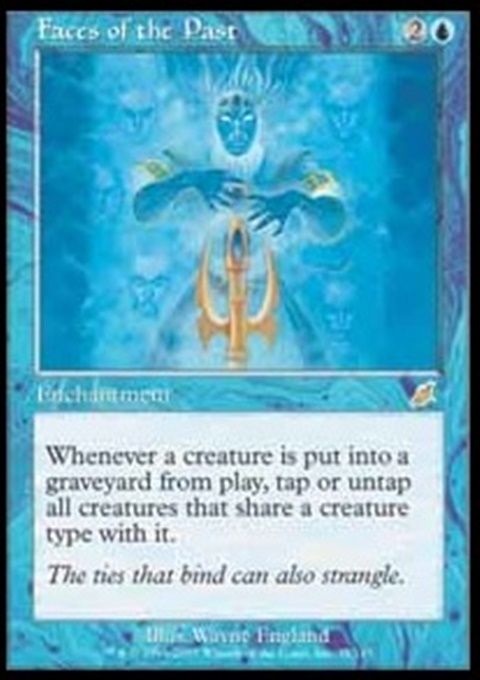 Faces of the Past
2
Enchantment
Whenever a creature is put into a
graveyard from play, tap or untap
all creatures that share a creature
type with it.
The ties that bind can also strangle.
Illus. Wayne England